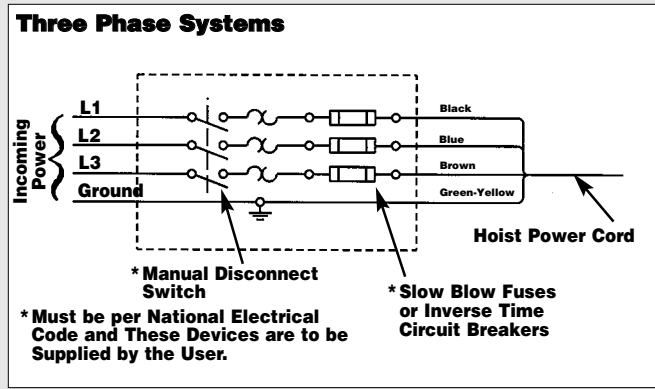 Three Phase Systems
Incoming
Power
L1
L2
L3
Ground
Black
Blue
Brown
Green-Yellow
Hoist Power Cord
* Manual Disconnect
Switch
* Must be per National Electrical
Code and These Devices are to be
Supplied by the User.
* Slow Blow Fuses
or Inverse Time
Circuit Breakers